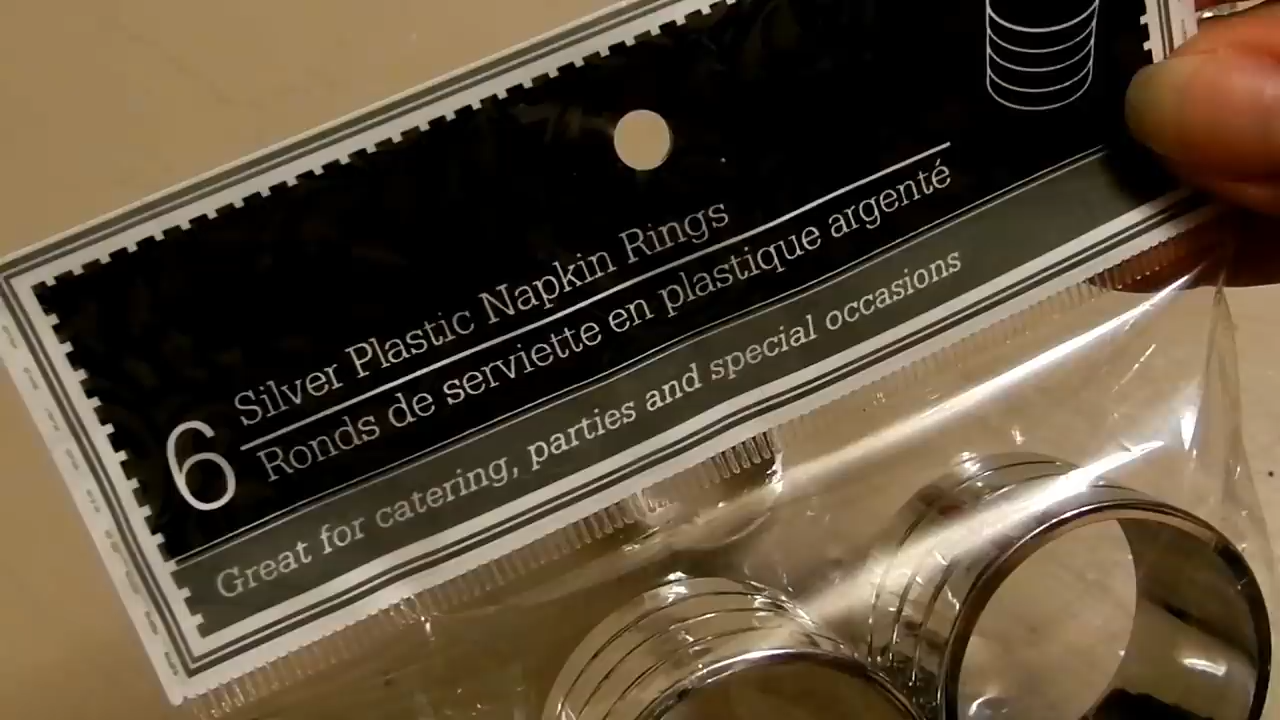 6
Silver Plastic Napkin Rings
Ronds de serviette en plastique argenté
Great for catering, parties and special occasions